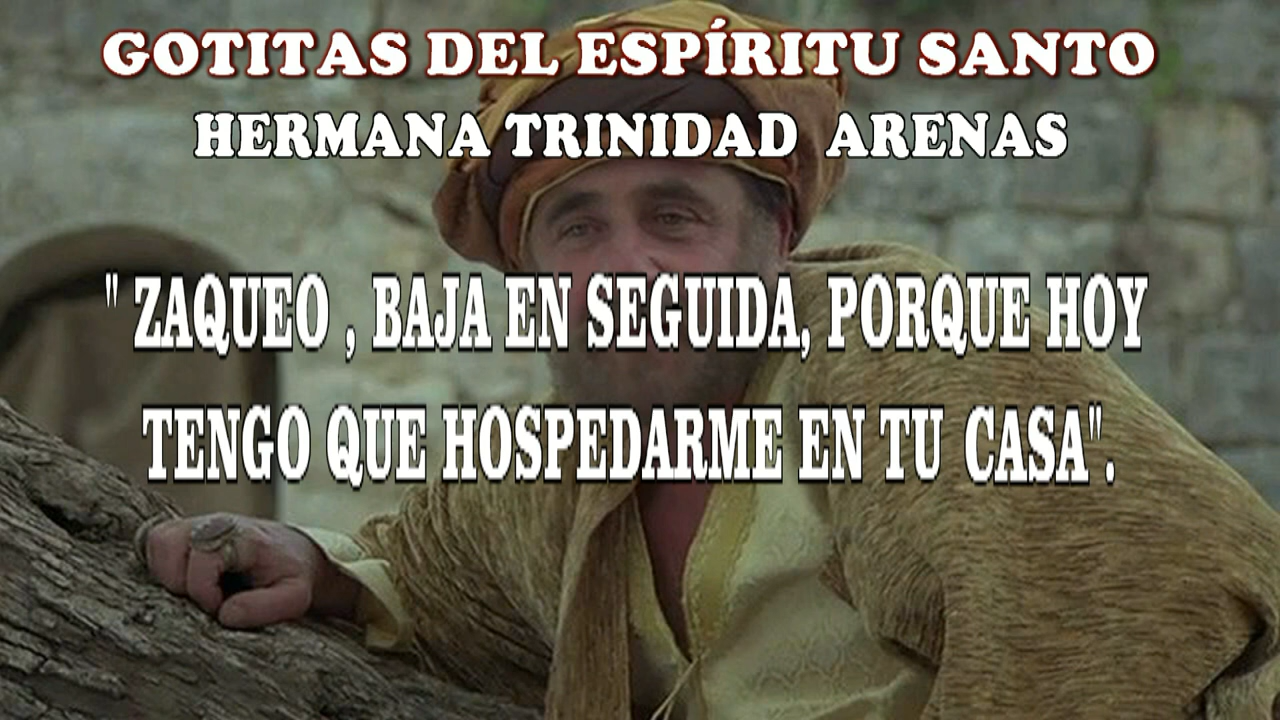 GOTITAS DEL ESPÍRITU SANTO
HERMANA TRINIDAD ARENAS
" ZAQUEO , BAJA EN SEGUIDA, PORQUE HOY
TENGO QUE HOSPEDARME EN TU CASA".